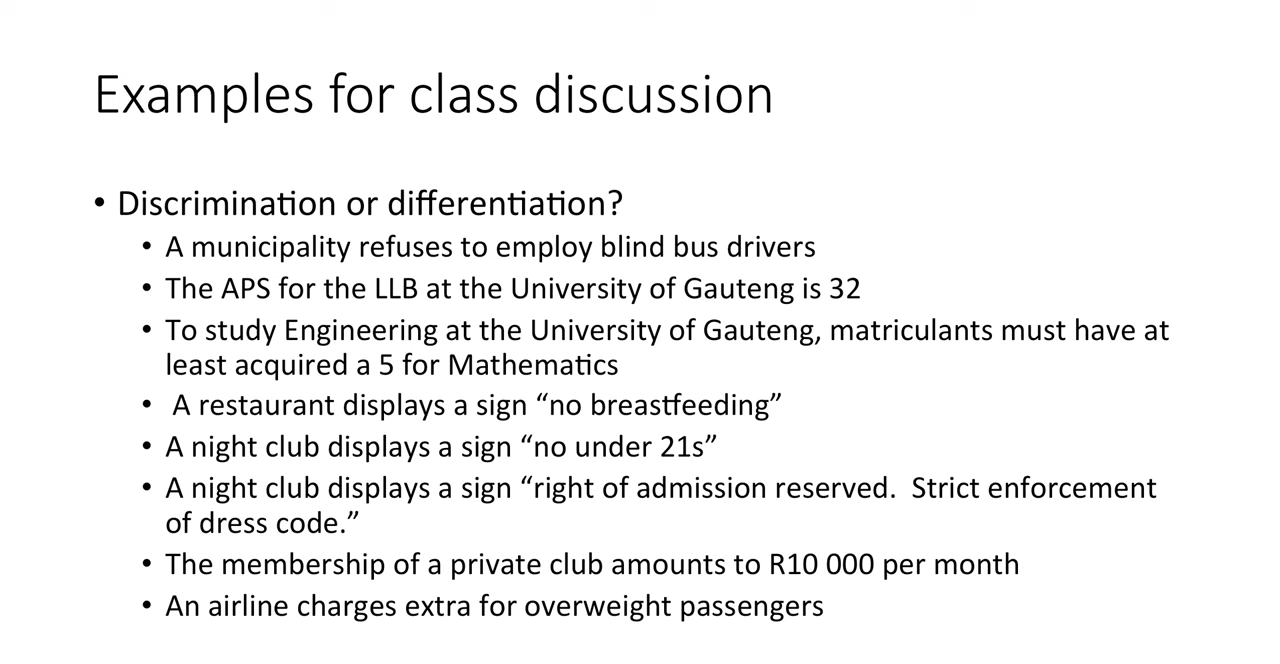 Examples for class discussion
• Discrimination or differentiation?
• A municipality refuses to employ blind bus drivers
• The APS for the LLB at the University of Gauteng is 32
• To study Engineering at the University of Gauteng, matriculants must have at
least acquired a 5 for Mathematics
• A restaurant displays a sign “no breastfeeding”
• A night club displays a sign “no under 21s”
• A night club displays a sign “right of admission reserved.  Strict enforcement
of dress code.”
• The membership of a private club amounts to R10 000 per month
• An airline charges extra for overweight passengers